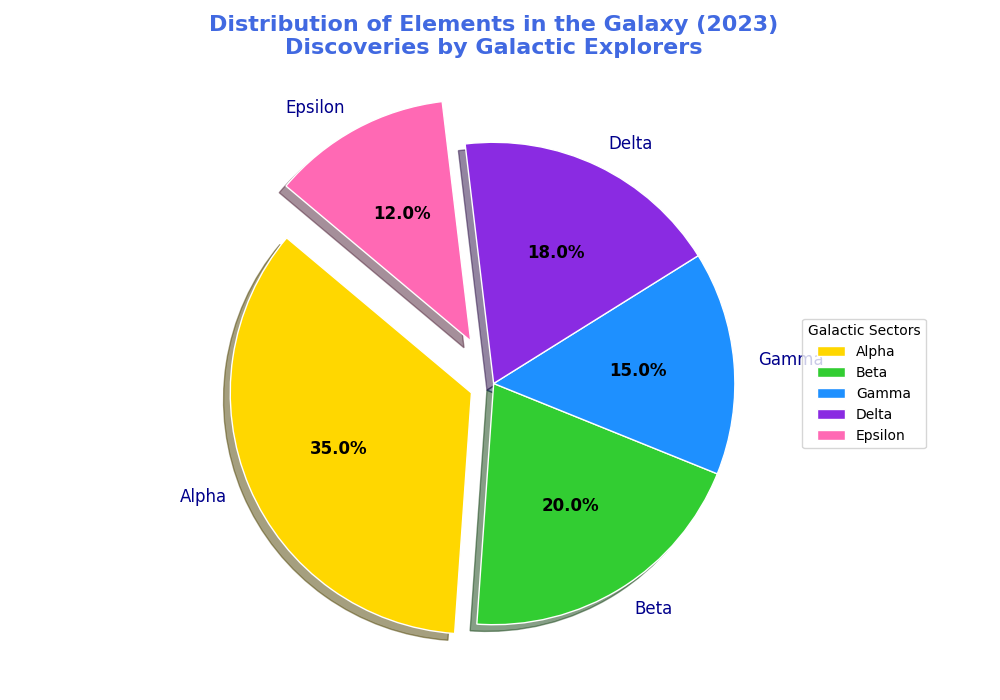 Distribution of Elements in the Galaxy (2023)
Discoveries by Galactic Explorers
Epsilon
Delta
12.0%
18.0%
Gamma
15.0%
35.0%
20.0%
Alpha
Beta
Galactic Sectors
Alpha
Beta
Gamma
Delta
Epsilon